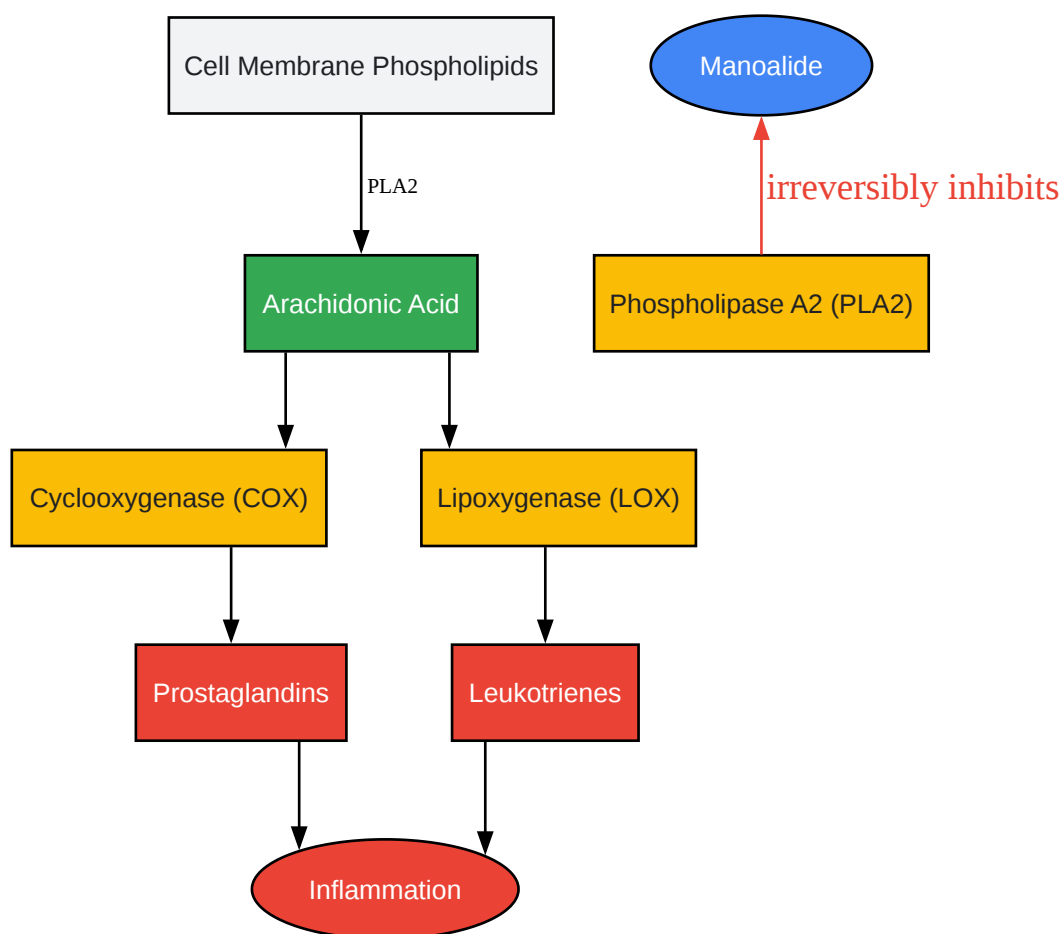 Cell Membrane Phospholipids
Manoalide
PLA2
irreversibly inhibits
Arachidonic Acid
Phospholipase A2 (PLA2)
Cyclooxygenase (COX)
Lipoxygenase (LOX)
Prostaglandins
Leukotrienes
Inflammation